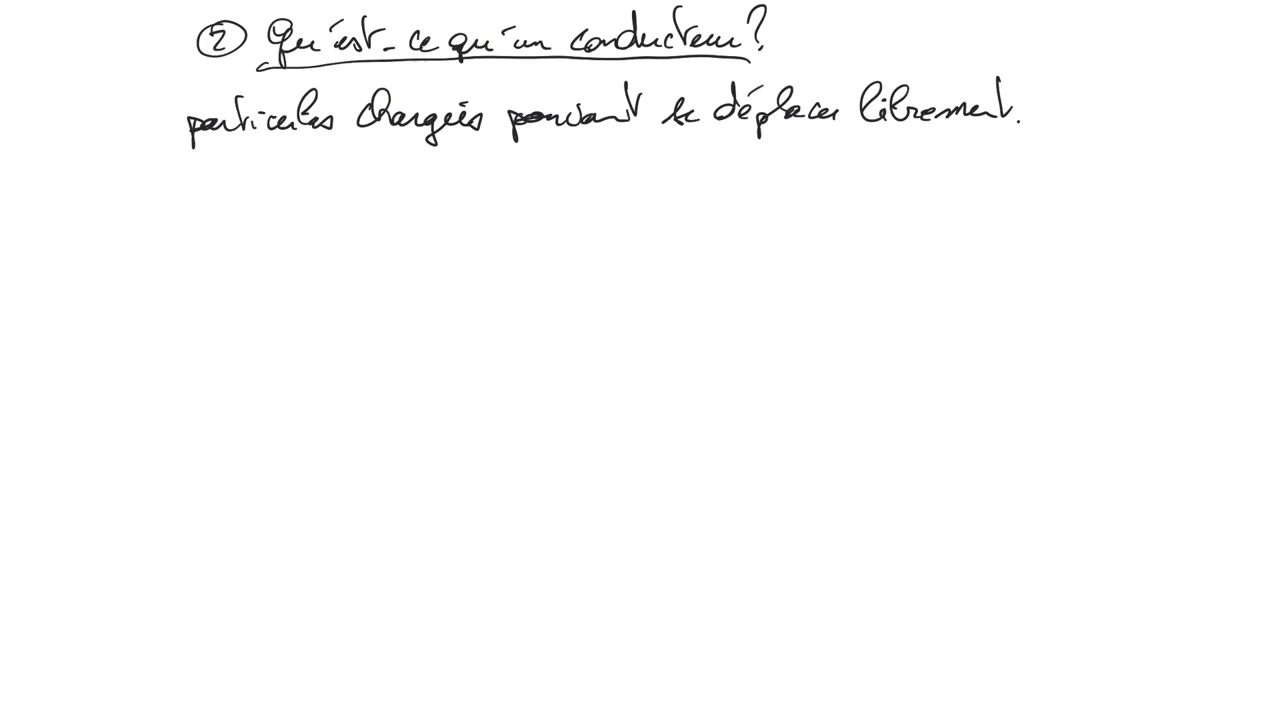 ② Qu'est-ce qu'un conducteur?
particules chargées pouvant se déplacer librement.